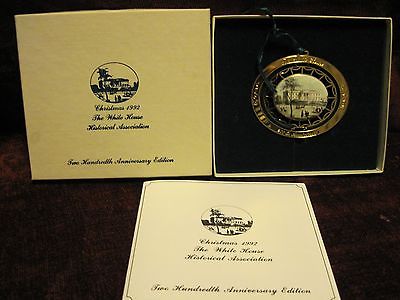 Christmas 1992
The White House
Historical Association
Two Hundredth Anniversary Edition
Christmas 1992
The White House
Historical Association
Two Hundredth Anniversary Edition